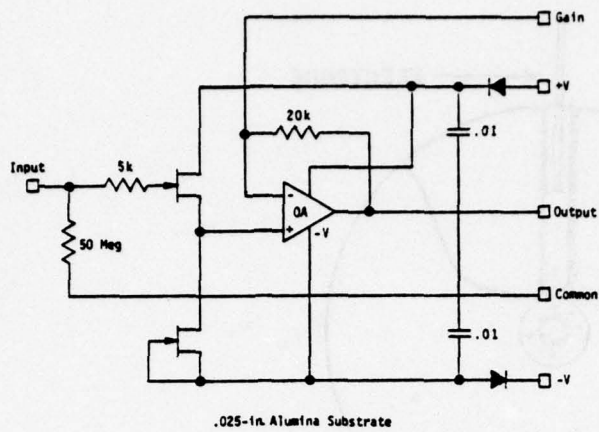 Gain
+V
20k
.01
Input
5k
-
OA
+
-V
Output
50 Meg
Common
.01
-V
.025-in. Alumina Substrate